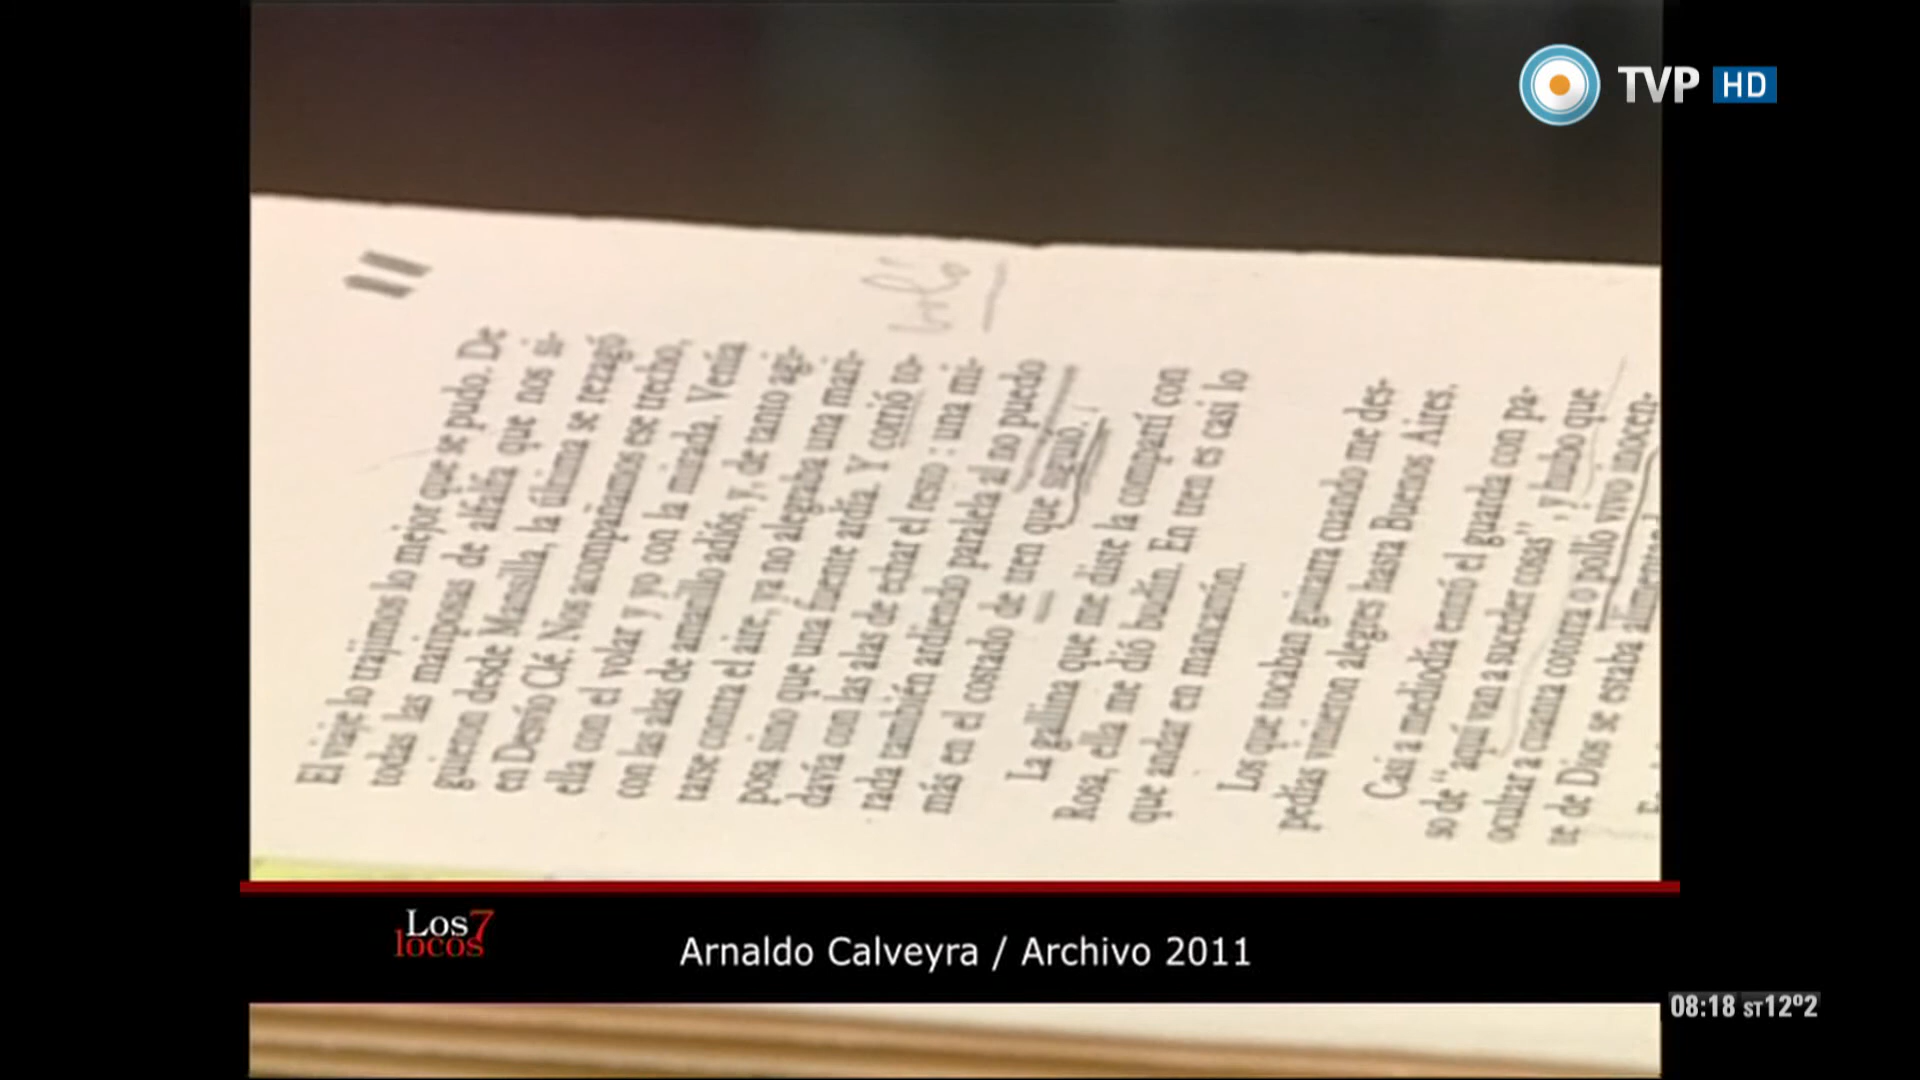 TVP HD
El viaje lo trajimos lo mejor que se pudo. De
todas las mariposas de alfalfa que nos si-
guieron desde Mansilla, la última se rezagó
en Desvío Clé. Nos acompañamos ese trecho,
ella con el volar y yo con la mirada. Venía
con las alas de amarillo adiós, y, de tanto agi-
tarse contra el aire, ya no alegraba una mari-
posa sino que una fuente ardía. Y corrió to-
davía con las alas de echar el resto : una mi-
rada también ardiendo paralela al no puedo
más en el costado de tren que siguió.
La gallina que me diste la compartí con
Rosa, ella me dió budín. En tren es casi lo
que andar en mancarrón.
Los que tocaban guitarra cuando me des-
pedías vinieron alegres hasta Buenos Aires.
Casi a mediodía entró el guarda con pa-
so de "aquí van a suceder cosas", y hubo que
ocultar a cuanta cotorra o pollo vivo inocen-
te de Dios se estaba
Los 7
locos
Arnaldo Calveyra / Archivo 2011
08:18 ST 12º2